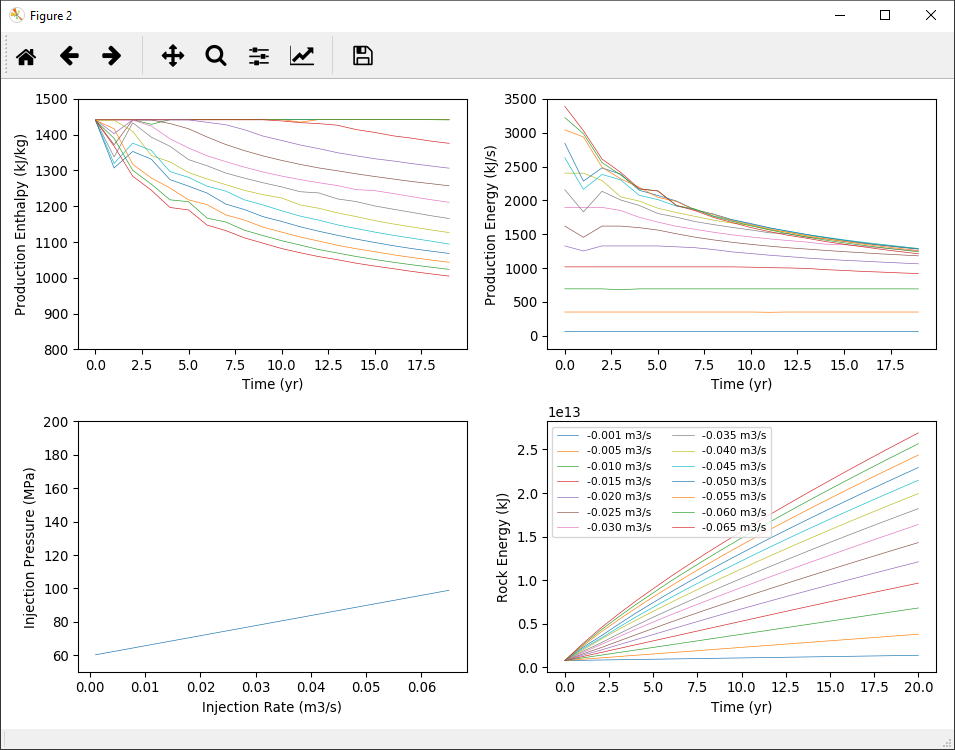 Figure 2
1500
1400
1300
1200
1100
1000
900
800
Production Enthalpy (kJ/kg)
0.0 2.5 5.0 7.5 10.0 12.5 15.0 17.5
Time (yr)
3500
3000
2500
2000
1500
1000
500
0
Production Energy (kJ/s)
0.0 2.5 5.0 7.5 10.0 12.5 15.0 17.5
Time (yr)
200
180
160
140
120
100
80
60
Injection Pressure (MPa)
0.00 0.01 0.02 0.03 0.04 0.05 0.06
Injection Rate (m3/s)
1e13
2.5
2.0
1.5
1.0
0.5
0.0
Rock Energy (kJ)
-0.001 m3/s -0.035 m3/s
-0.005 m3/s -0.040 m3/s
-0.010 m3/s -0.045 m3/s
-0.015 m3/s -0.050 m3/s
-0.020 m3/s -0.055 m3/s
-0.025 m3/s -0.060 m3/s
-0.030 m3/s -0.065 m3/s
0.0 2.5 5.0 7.5 10.0 12.5 15.0 17.5 20.0
Time (yr)